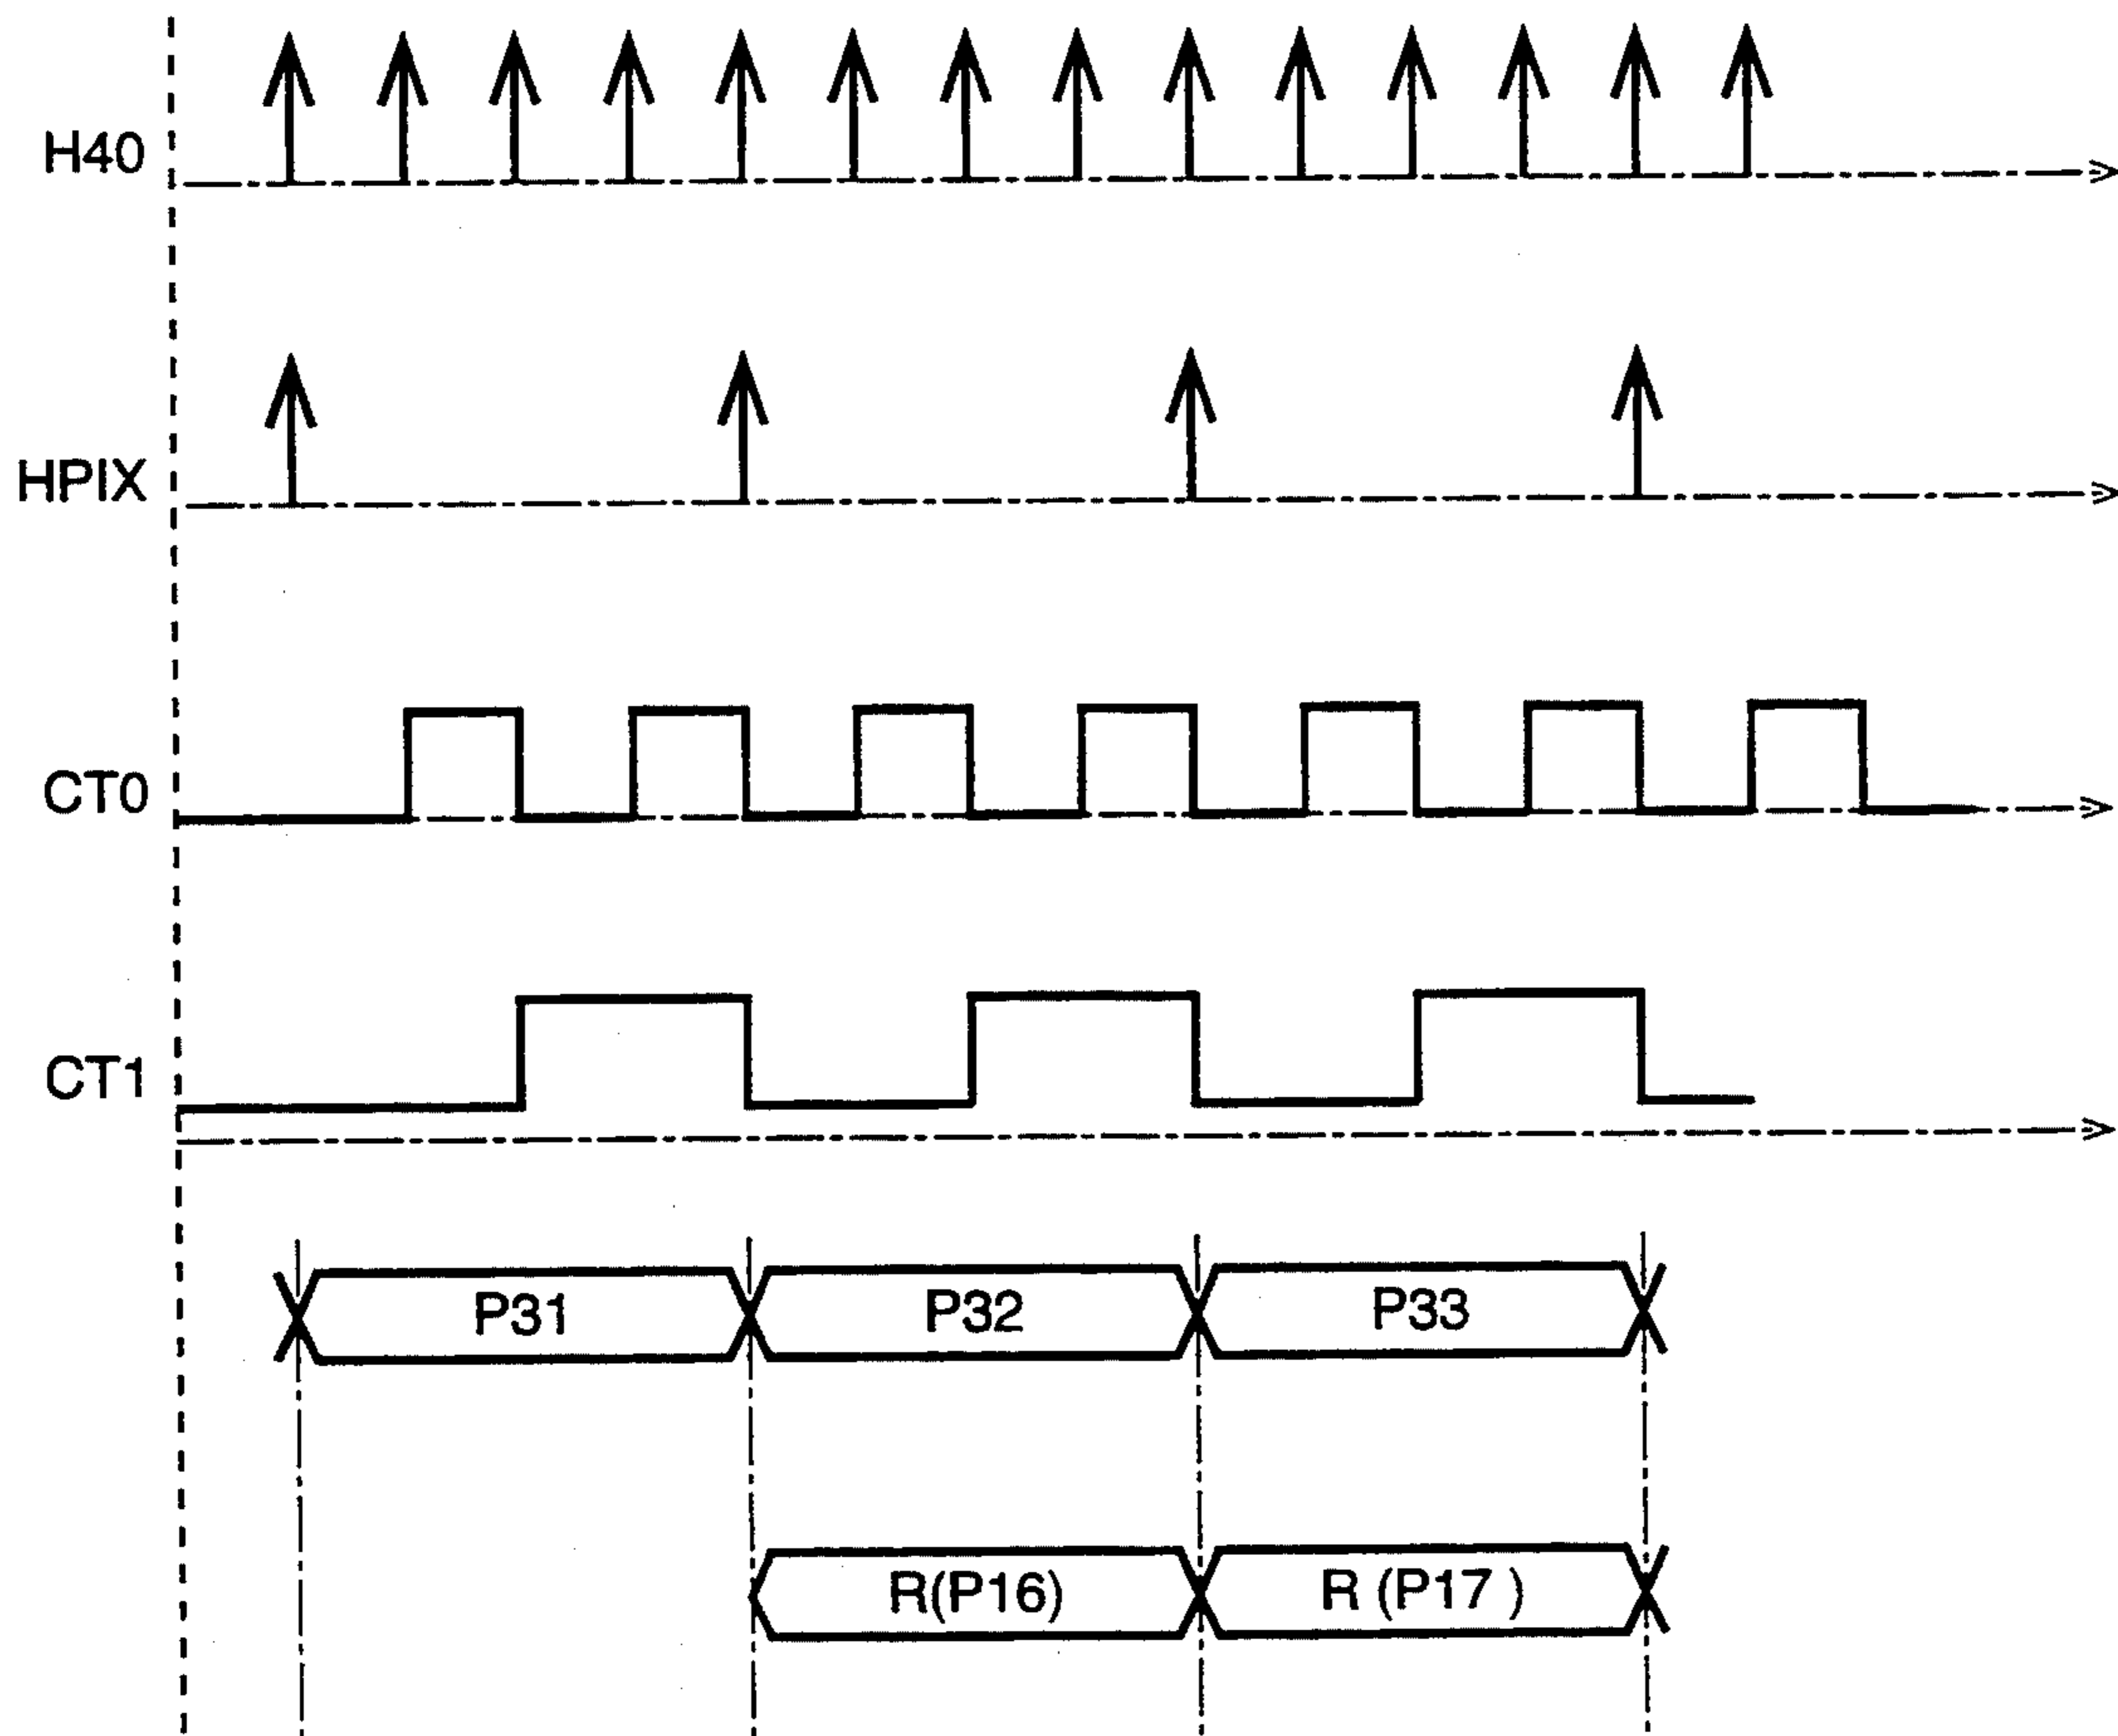 H40
HPIX
CT0
CT1
P31 P32 P33
R(P16) R (P17 )